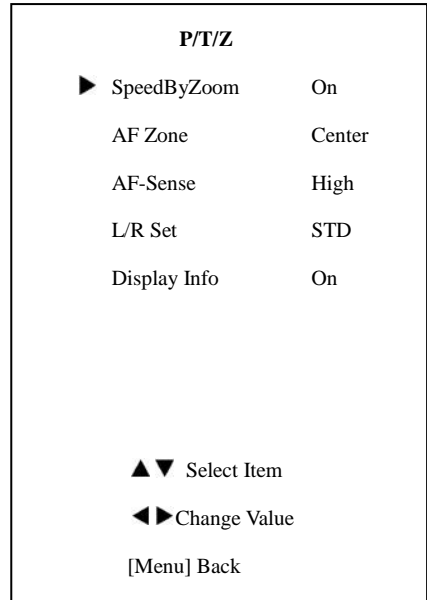 P/T/Z
▶ SpeedByZoom On
AF Zone Center
AF-Sense High
L/R Set STD
Display Info On
▲▼ Select Item
◀▶Change Value
[Menu] Back